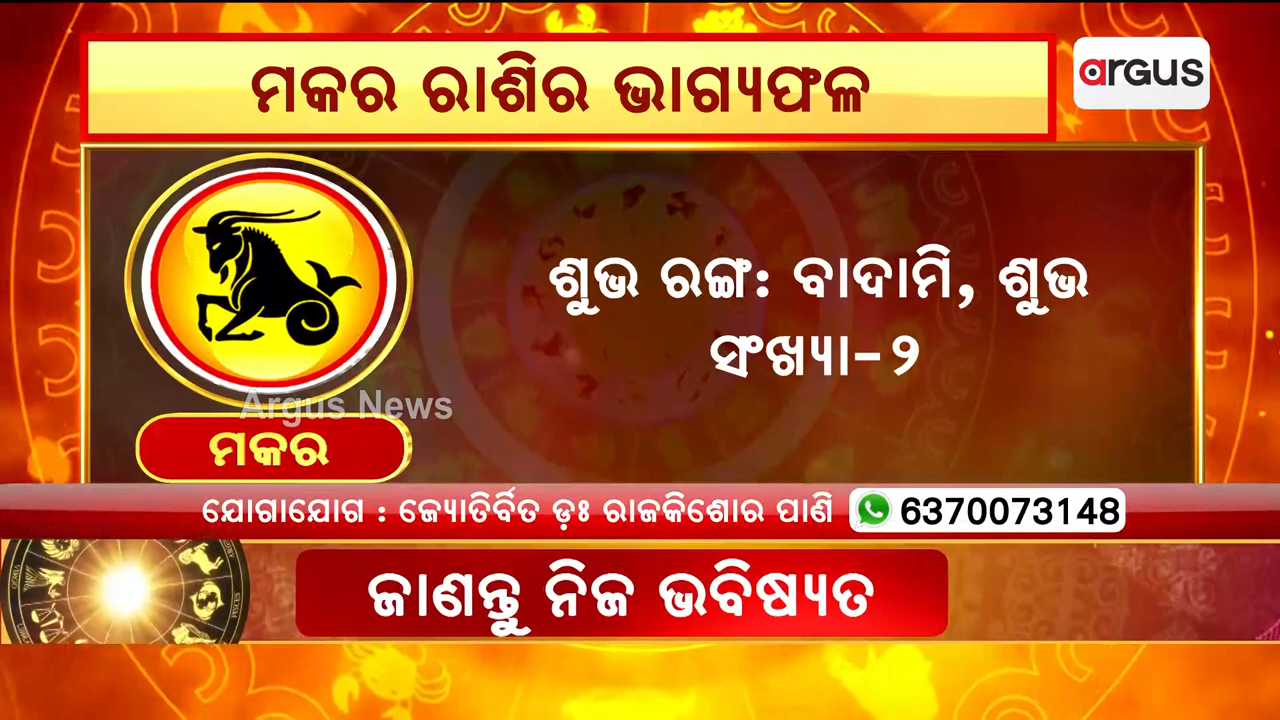 ମକର ରାଶିର ଭାଗ୍ୟଫଳ
argus
ଶୁଭ ରଙ୍ଗ: ବାଦାମି, ଶୁଭ
ସଂଖ୍ୟା-୨
Argus News
ମକର
ଯୋଗାଯୋଗ : ଜ୍ୟୋତିର୍ବିତ ଡ଼ଃ ରାଜକିଶୋର ପାଣି 6370073148
ଜାଣନ୍ତୁ ନିଜ ଭବିଷ୍ୟତ